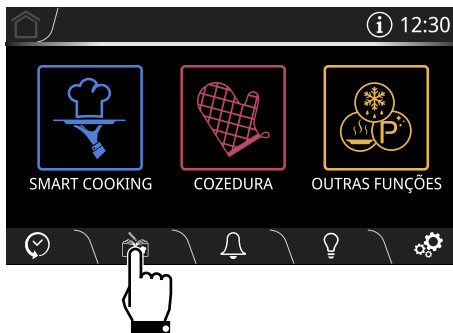 12:30
SMART COOKING
COZEDURA
OUTRAS FUNÇÕES
P